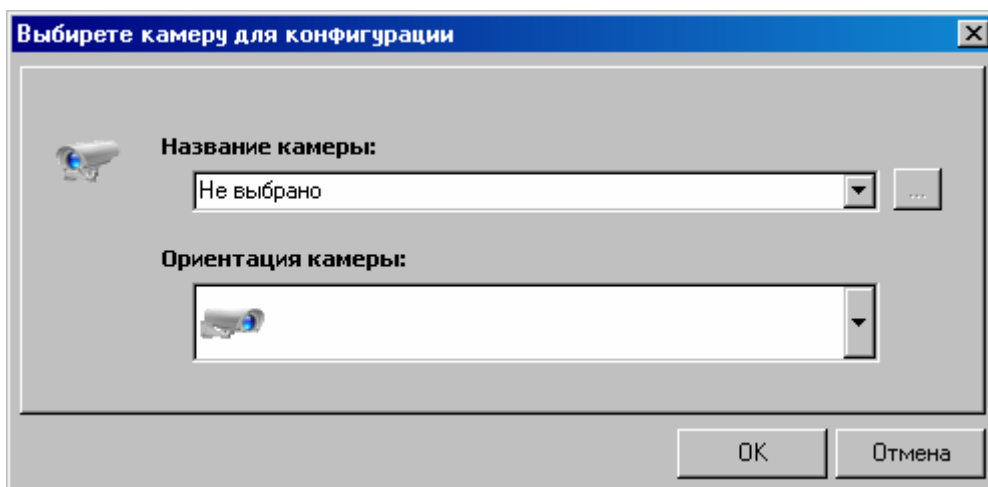 Выбирете камеру для конфигурации
Название камеры:
Не выбрано
...
Ориентация камеры:
OK
Отмена